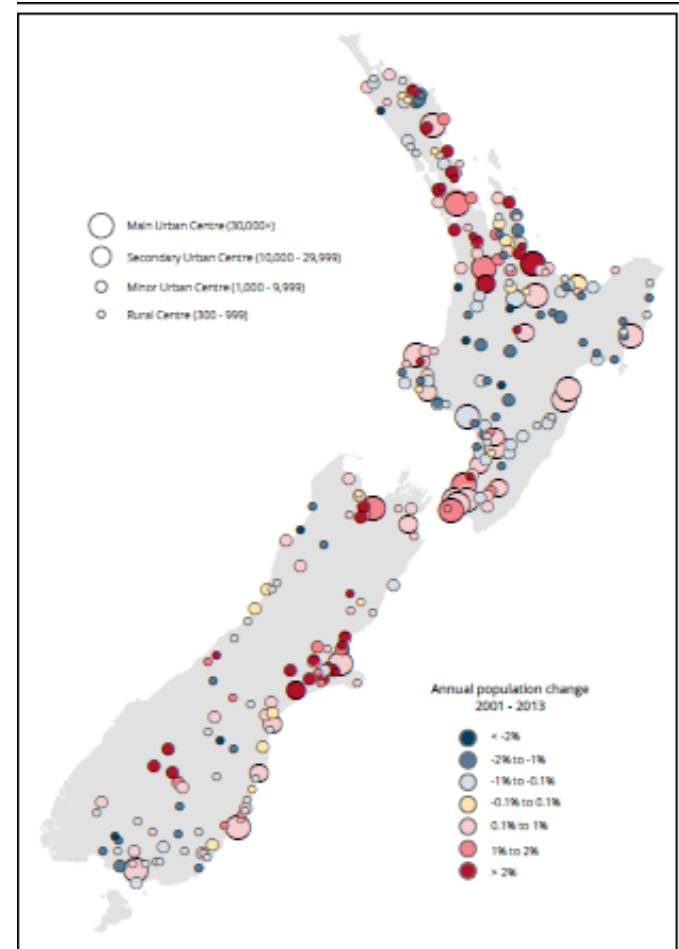 Main Urban Centre (30,000+)
Secondary Urban Centre (10,000 - 29,999)
Minor Urban Centre (1,000 - 9,999)
Rural Centre (300 - 999)
Annual population change
2001 - 2013
< -2%
-2% to -1%
-1% to -0.1%
-0.1% to 0.1%
0.1% to 1%
1% to 2%
> 2%